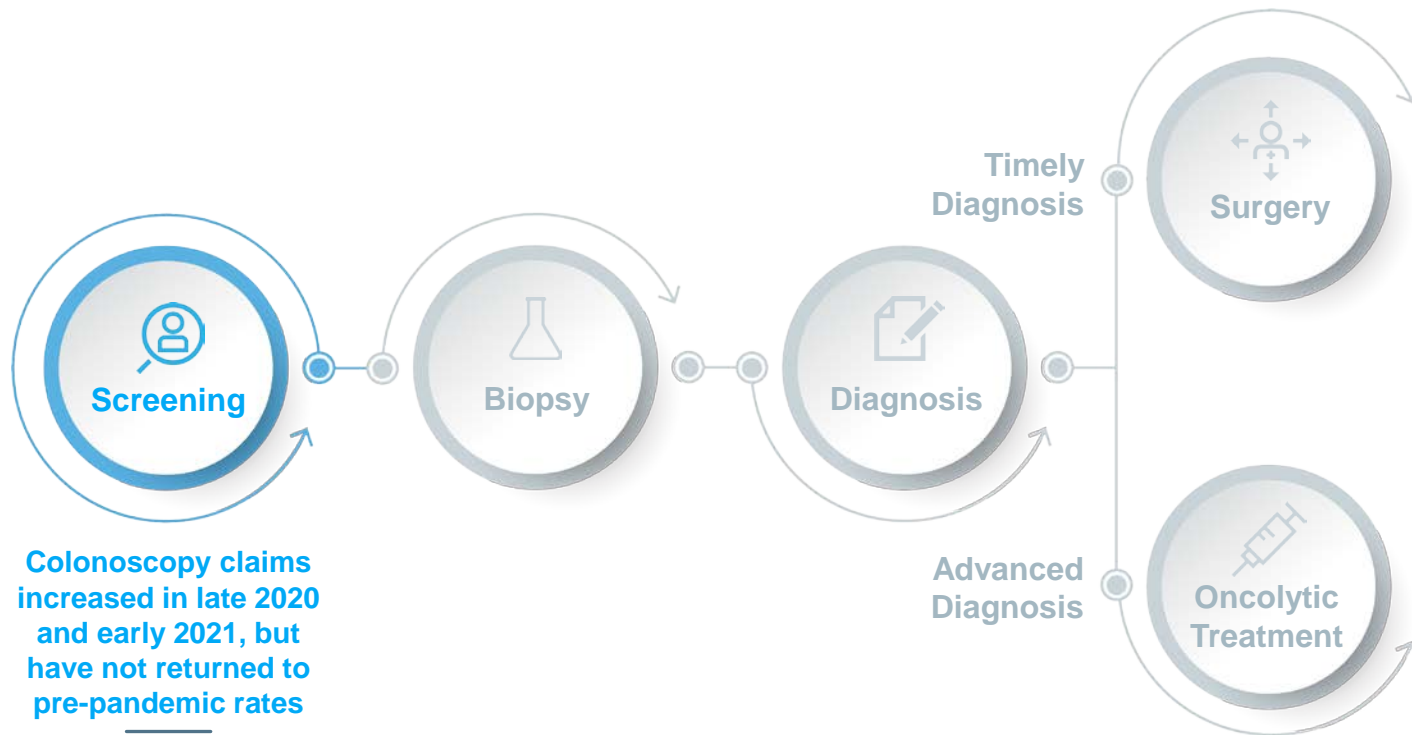 Screening
Colonoscopy claims
increased in late 2020
and early 2021, but
have not returned to
pre-pandemic rates
Biopsy
Diagnosis
Timely
Diagnosis
Surgery
Advanced
Diagnosis
Oncolytic
Treatment